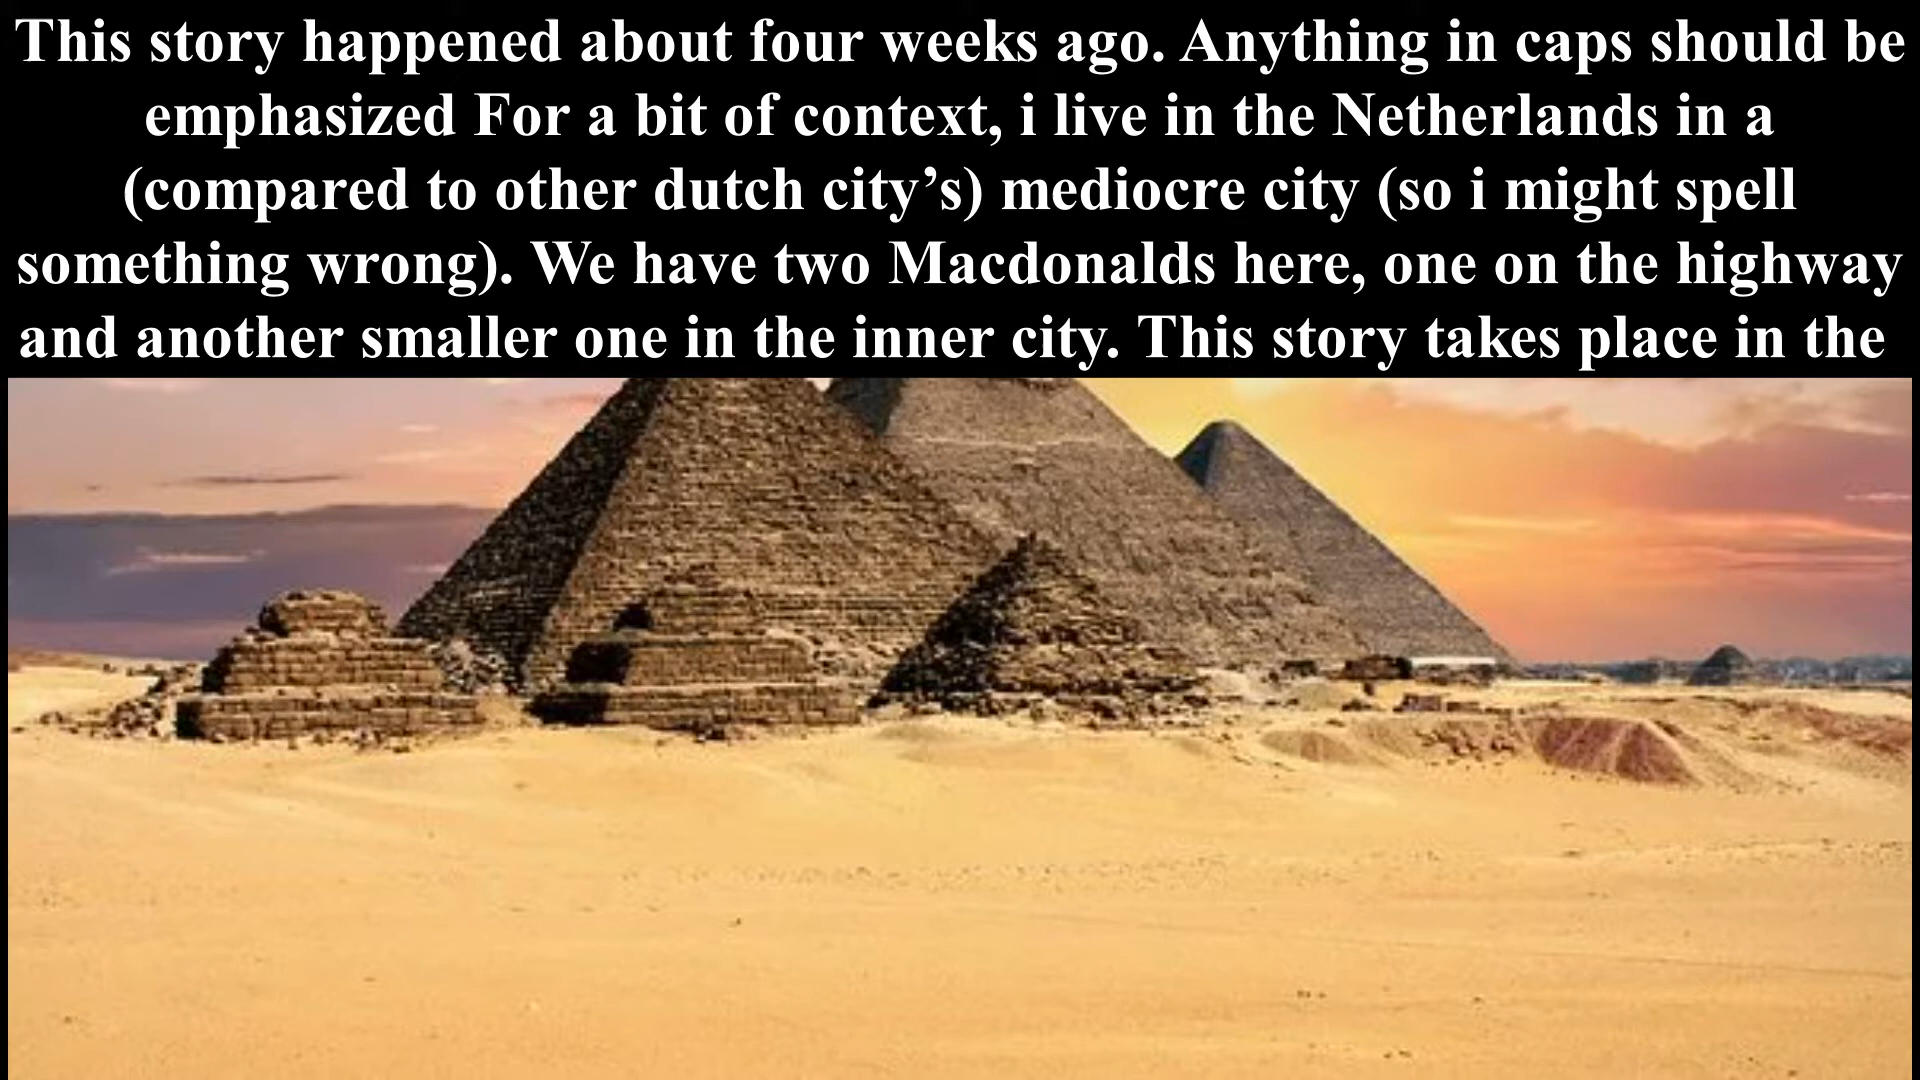 This story happened about four weeks ago. Anything in caps should be
emphasized For a bit of context, i live in the Netherlands in a
(compared to other dutch city’s) mediocre city (so i might spell
something wrong). We have two Macdonalds here, one on the highway
and another smaller one in the inner city. This story takes place in the